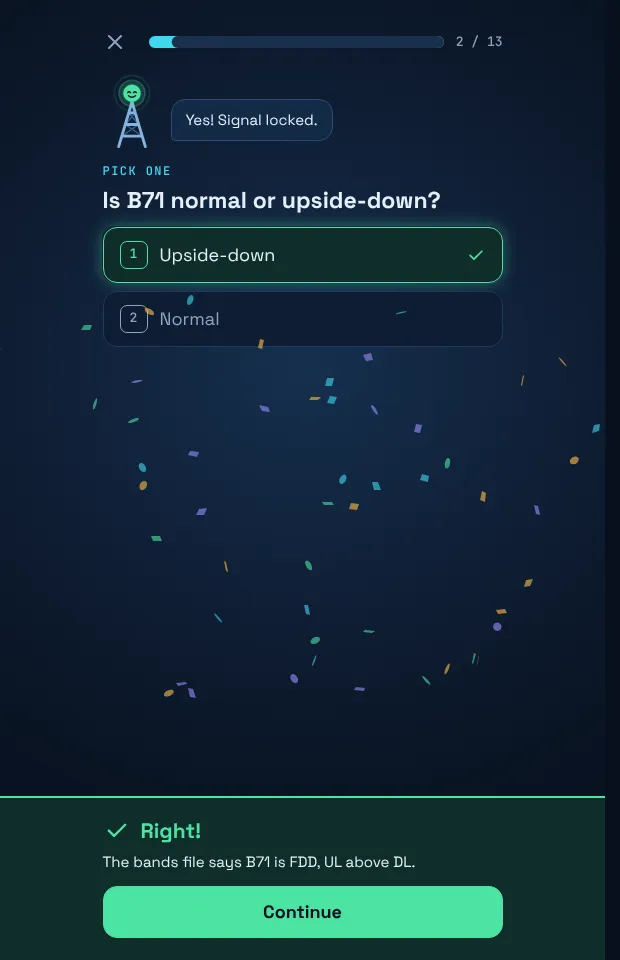 2 / 13
Yes! Signal locked.
PICK ONE
Is B71 normal or upside-down?
1 Upside-down
2 Normal
Right!
The bands file says B71 is FDD, UL above DL.
Continue